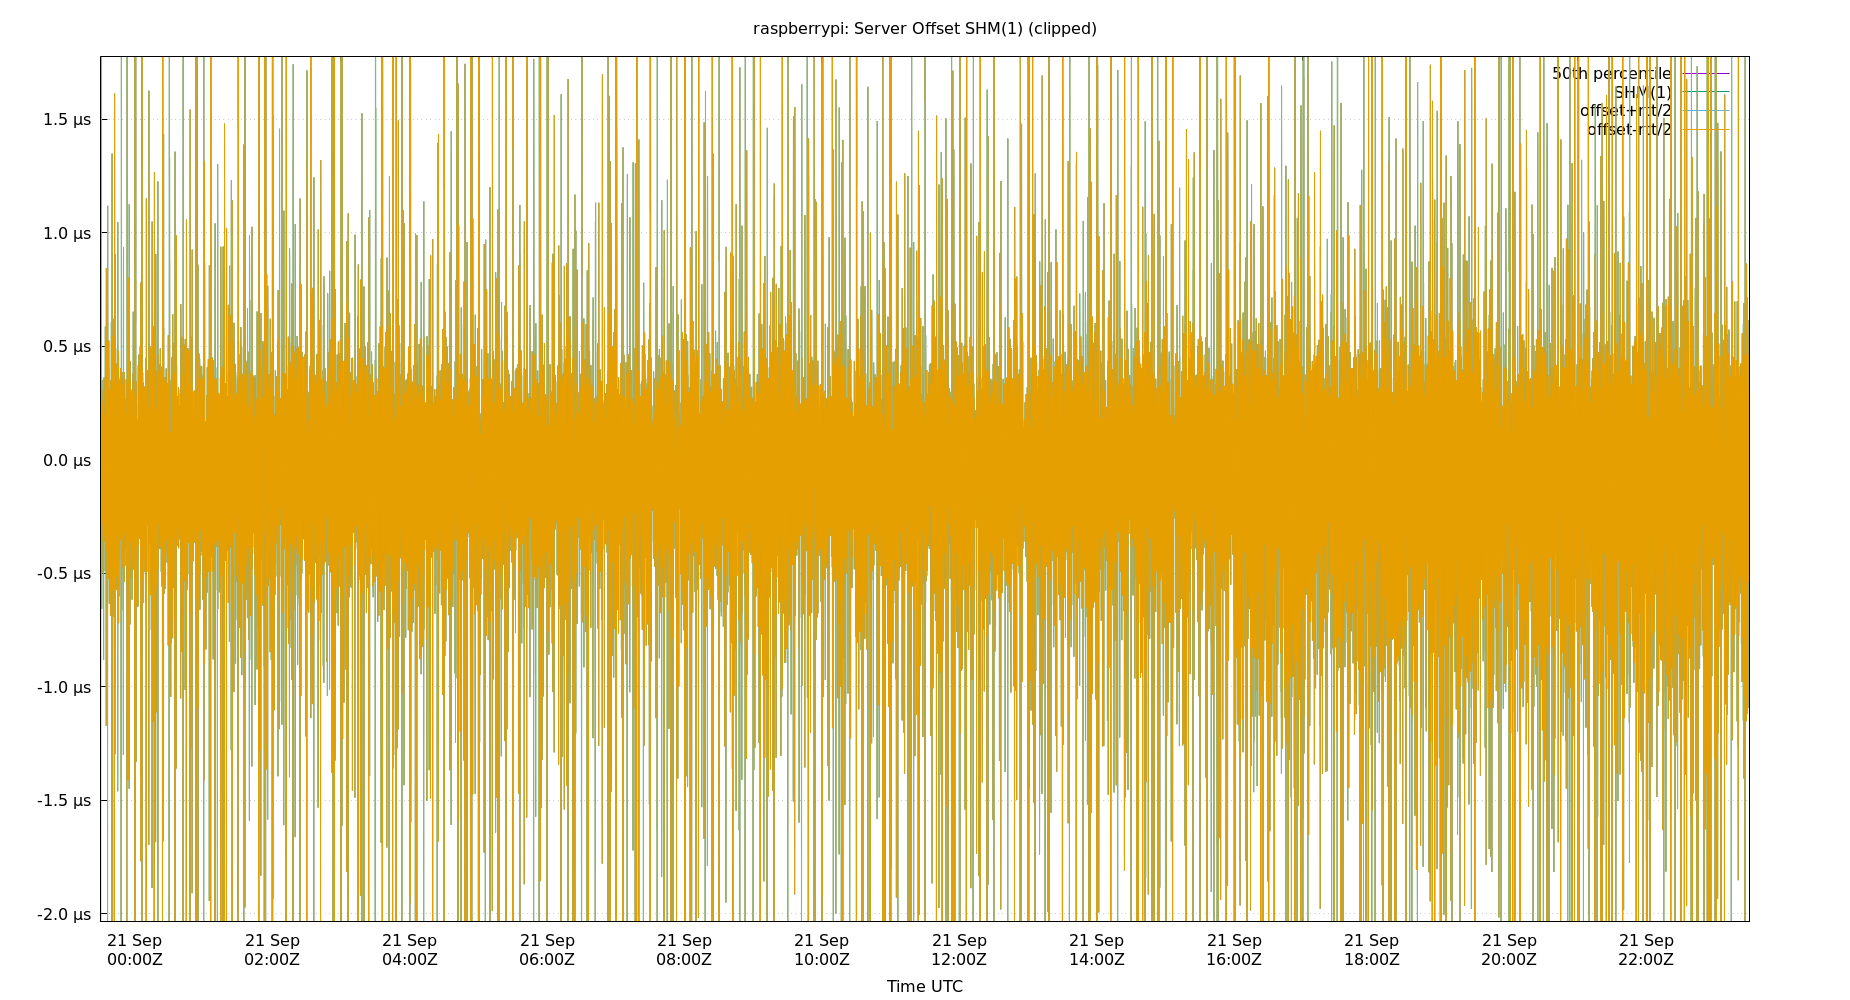 raspberrypi: Server Offset SHM(1) (clipped)
50th percentile
SHM(1)
offset+rtt/2
offset-rtt/2
1.5 µs
1.0 µs
0.5 µs
0.0 µs
-0.5 µs
-1.0 µs
-1.5 µs
-2.0 µs
21 Sep 21 Sep 21 Sep 21 Sep 21 Sep 21 Sep 21 Sep 21 Sep 21 Sep 21 Sep 21 Sep 21 Sep
00:00Z 02:00Z 04:00Z 06:00Z 08:00Z 10:00Z 12:00Z 14:00Z 16:00Z 18:00Z 20:00Z 22:00Z
Time UTC